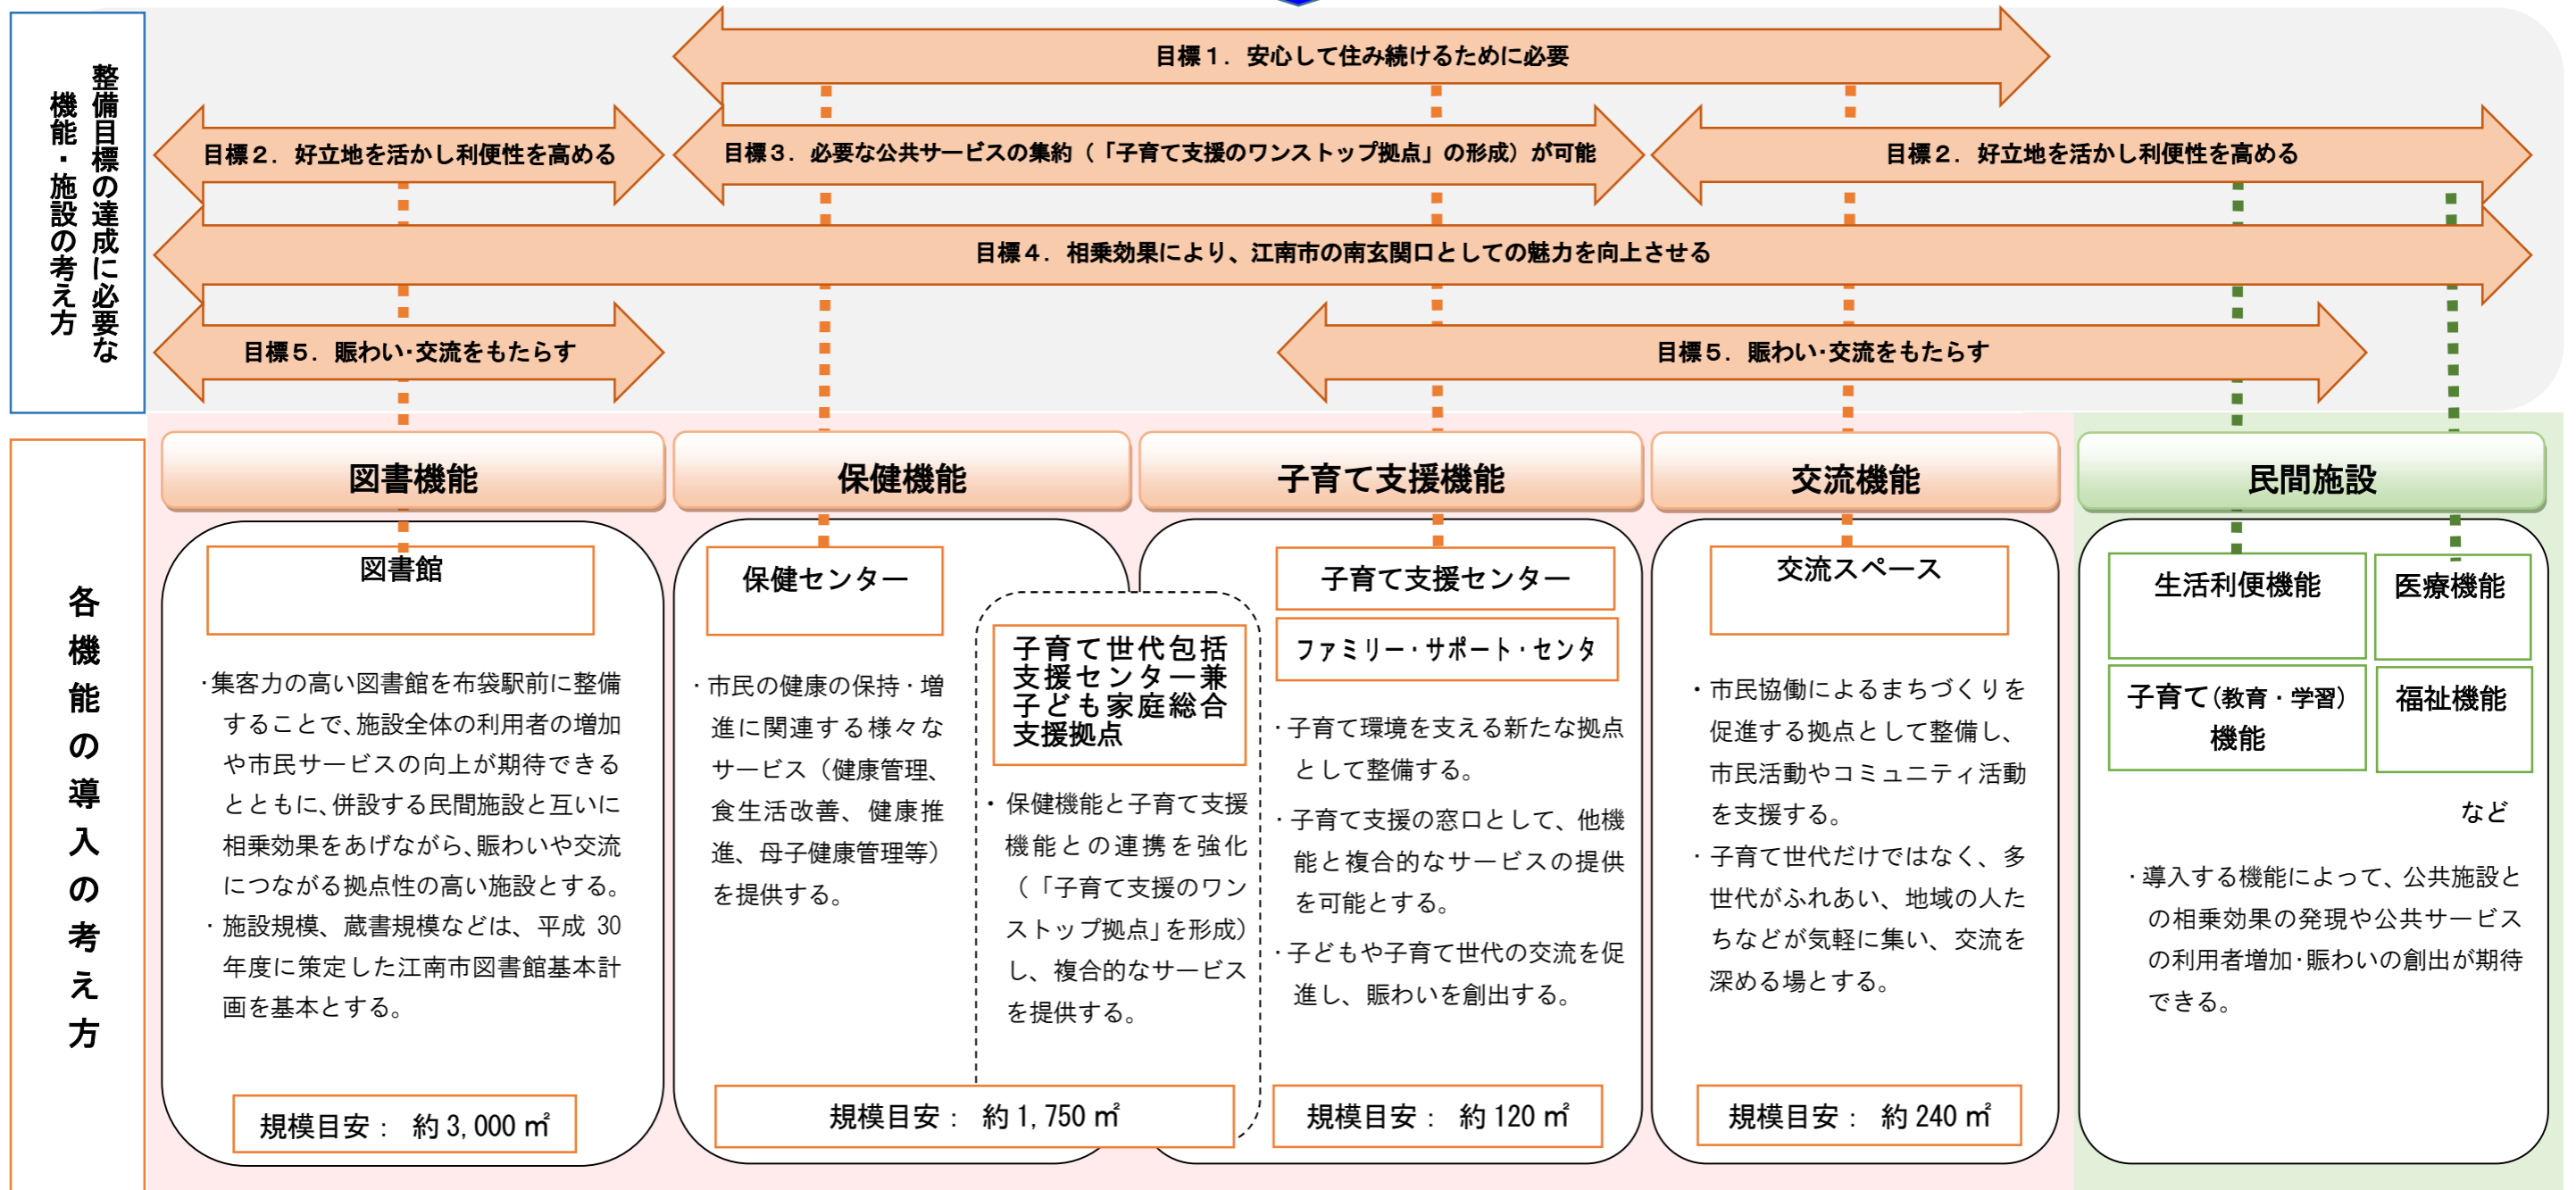 整備目標の達成に必要な
機能・施設の考え方
目標１．安心して住み続けるために必要
目標２．好立地を活かし利便性を高める
目標３．必要な公共サービスの集約（「子育て支援のワンストップ拠点」の形成）が可能
目標２．好立地を活かし利便性を高める
目標４．相乗効果により、江南市の南玄関口としての魅力を向上させる
目標５．賑わい・交流をもたらす
目標５．賑わい・交流をもたらす
各機能の導入の考え方
図書機能
図書館
・集客力の高い図書館を布袋駅前に整備
することで、施設全体の利用者の増加
や市民サービスの向上が期待できる
とともに、併設する民間施設と互いに
相乗効果をあげながら、賑わいや交流
につながる拠点性の高い施設とする。
・施設規模、蔵書規模などは、平成 30
年度に策定した江南市図書館基本計
画を基本とする。
規模目安： 約 3,000 ㎡
保健機能
保健センター
・市民の健康の保持・増
進に関連する様々な
サービス（健康管理、
食生活改善、健康推
進、母子健康管理等）
を提供する。
子育て世代包括
支援センター兼
子ども家庭総合
支援拠点
・保健機能と子育て支援
機能との連携を強化
（「子育て支援のワン
ストップ拠点」を形成）
し、複合的なサービス
を提供する。
規模目安： 約 1,750 ㎡
子育て支援機能
子育て支援センター
ファミリー・サポート・センタ
・子育て環境を支える新たな拠点
として整備する。
・子育て支援の窓口として、他機
能と複合的なサービスの提供
を可能とする。
・子どもや子育て世代の交流を促
進し、賑わいを創出する。
規模目安： 約 120 ㎡
交流機能
交流スペース
・市民協働によるまちづくりを
促進する拠点として整備し、
市民活動やコミュニティ活動
を支援する。
・子育て世代だけではなく、多
世代がふれあい、地域の人た
ちなどが気軽に集い、交流を
深める場とする。
規模目安： 約 240 ㎡
民間施設
生活利便機能
医療機能
子育て(教育・学習)
機能
福祉機能
など
・導入する機能によって、公共施設と
の相乗効果の発現や公共サービス
の利用者増加・賑わいの創出が期待
できる。